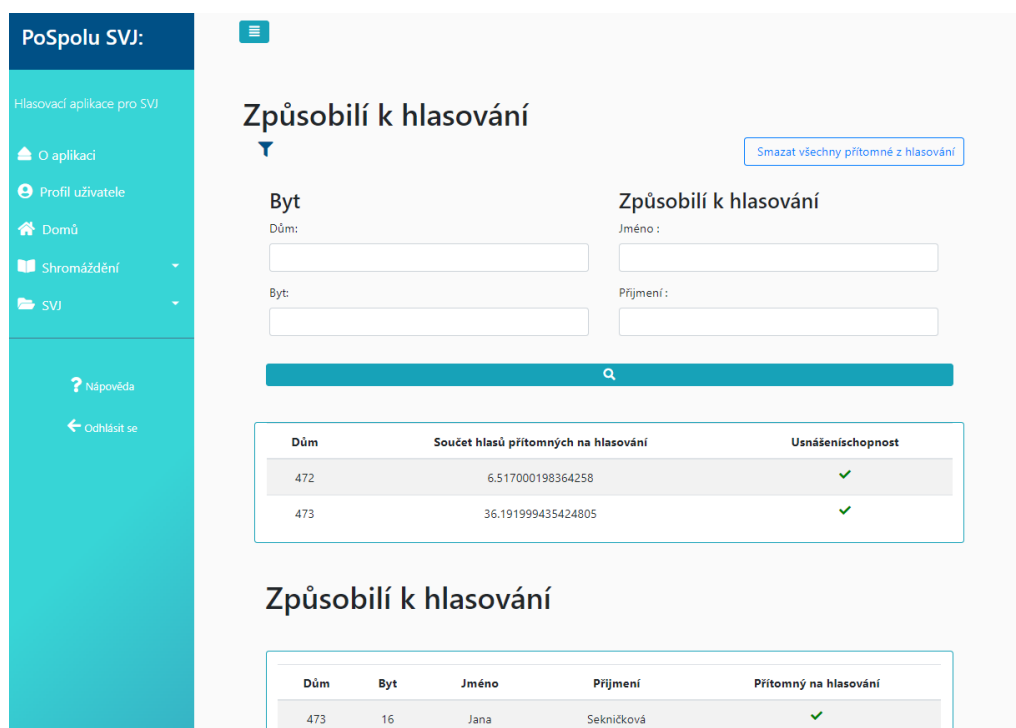 PoSpolu SVJ:
Hlasovací aplikace pro SVJ
O aplikaci
Profil uživatele
Domů
Shromáždění
SVJ
Nápověda
Odhlásit se
Způsobilí k hlasování
Smazat všechny přítomné z hlasování
Byt
Dům:
Byt:
Způsobilí k hlasování
Jméno :
Přijmení :
Dům Součet hlasů přítomných na hlasování Usnášeníschopnost
472 6.517000198364258
473 36.191999435424805
Způsobilí k hlasování
Dům Byt Jméno Přijmení Přítomný na hlasování
473 16 Jana Sekničková